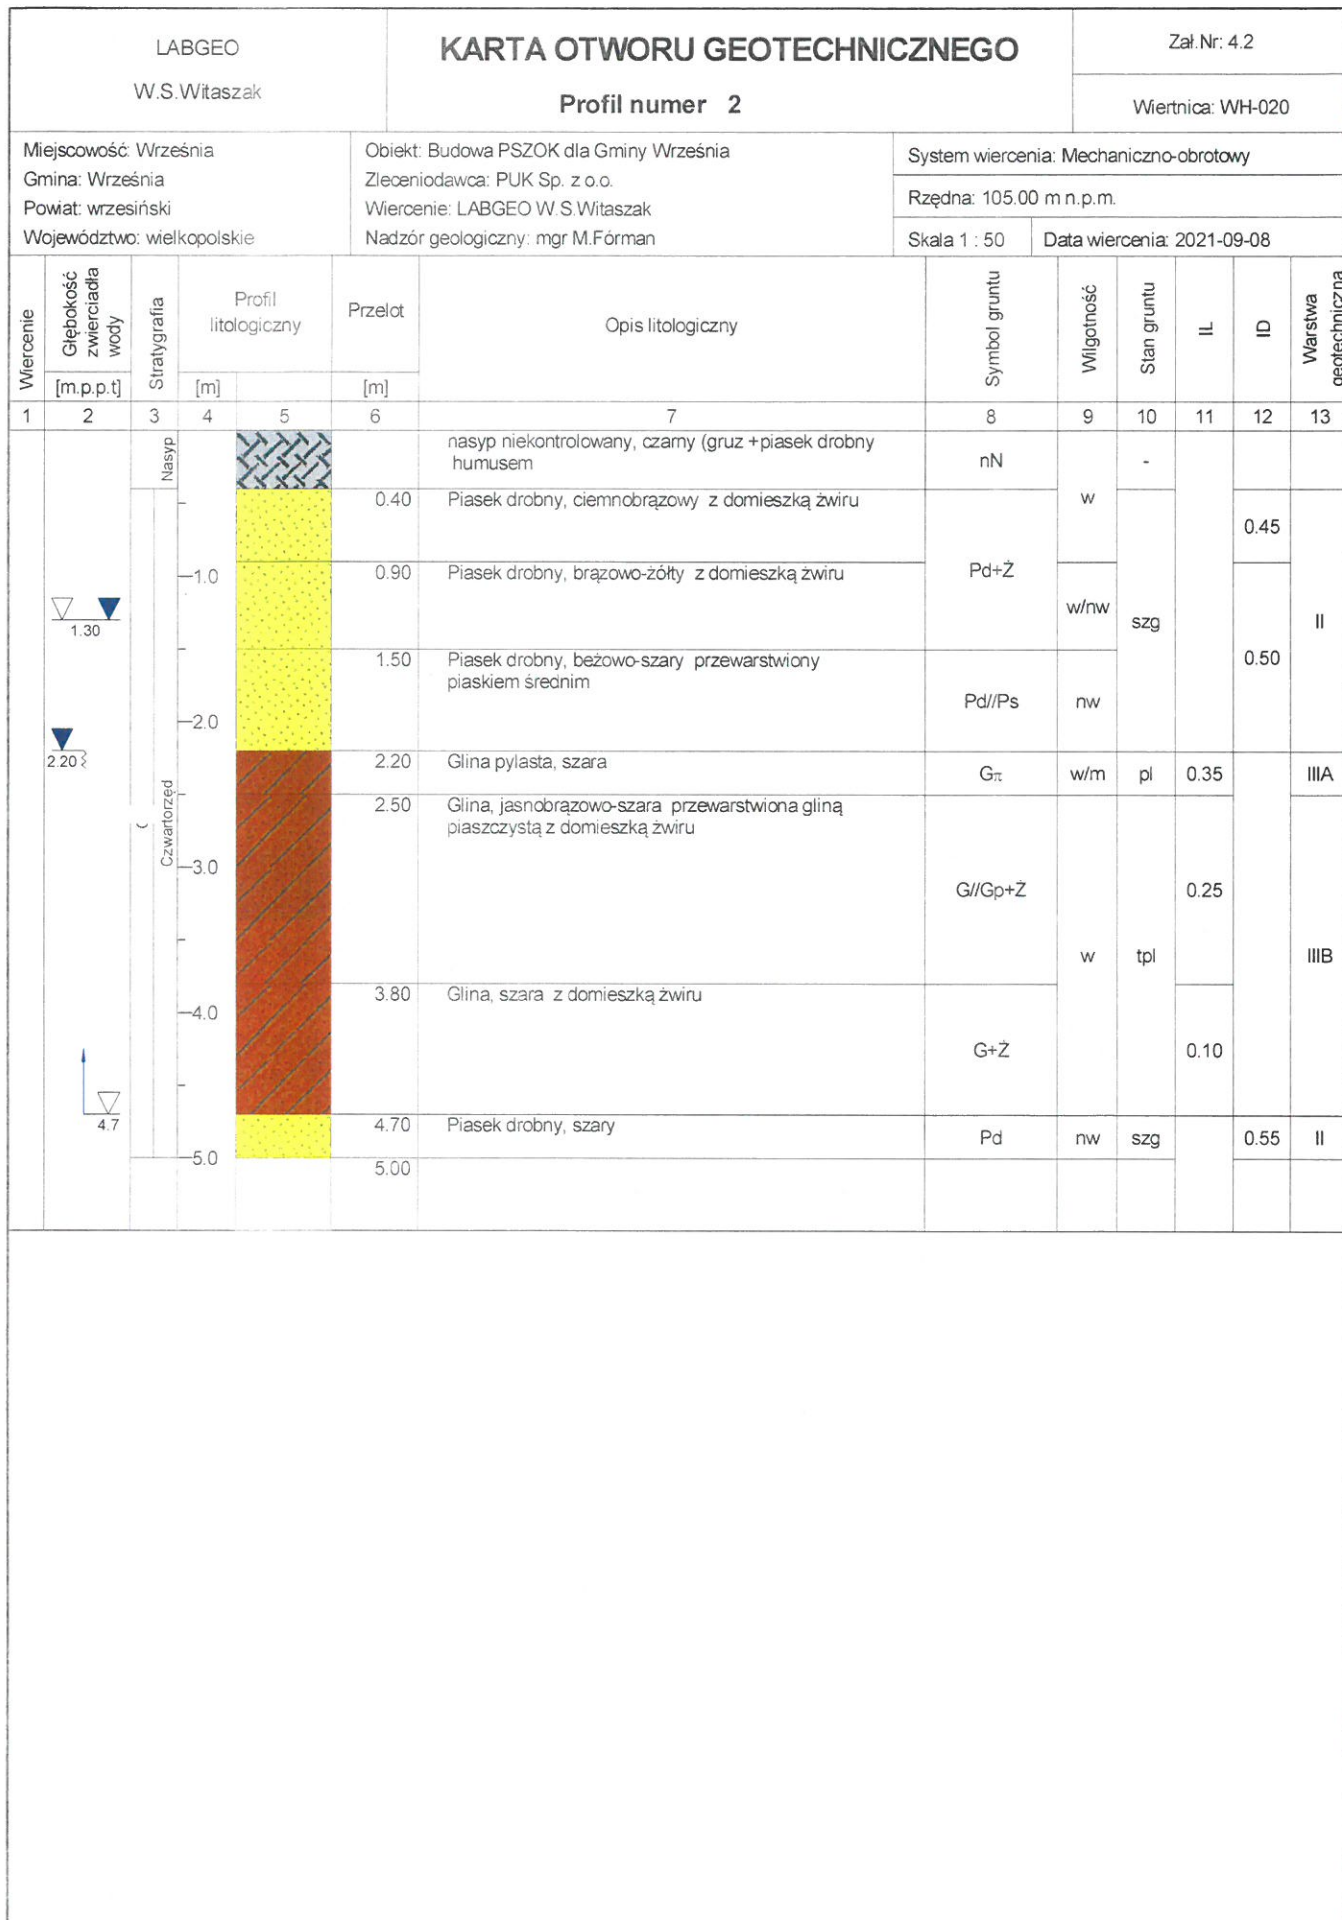 LABGEO
W.S.Witaszak
KARTA OTWORU GEOTECHNICZNEGO
Profil numer 2
Zał.Nr: 4.2
Wiertnica: WH-020
Miejscowość: Września
Gmina: Września
Powiat: wrzesiński
Województwo: wielkopolskie
Obiekt: Budowa PSZOK dla Gminy Września
Zleceniodawca: PUK Sp. z o.o.
Wiercenie: LABGEO W.S.Witaszak
Nadzór geologiczny: mgr M.Fórman
System wiercenia: Mechaniczno-obrotowy
Rzędna: 105.00 m n.p.m.
Skala 1 : 50 Data wiercenia: 2021-09-08
Wiercenie
Głębokość zwierciadła wody
[m.p.p.t]
Stratygrafia
Profil litologiczny
[m]
Przelot
[m]
Opis litologiczny
Symbol gruntu
Wilgotność
Stan gruntu
IL
ID
Warstwa geotechniczna
1 2 3 4 5 6 7 8 9 10 11 12 13
Nasyp
nasyp niekontrolowany, czarny (gruz +piasek drobny
humusem
nN
-
w
0.40 Piasek drobny, ciemnobrązowy z domieszką żwiru
0.45
-1.0
0.90 Piasek drobny, brązowo-żółty z domieszką żwiru
Pd+Ż
w/nw
szg
II
1.30
0.50
1.50 Piasek drobny, beżowo-szary przewarstwiony
piaskiem średnim
Pd//Ps
nw
-2.0
2.20
2.20 Glina pylasta, szara
Gπ
w/m
pl
0.35
IIIA
Czwartorzęd
2.50 Glina, jasnobrązowo-szara przewarstwiona gliną
piaszczystą z domieszką żwiru
-3.0
G//Gp+Ż
0.25
w
tpl
IIIB
3.80 Glina, szara z domieszką żwiru
-4.0
G+Ż
0.10
4.7
4.70 Piasek drobny, szary
Pd
nw
szg
0.55
II
-5.0
5.00